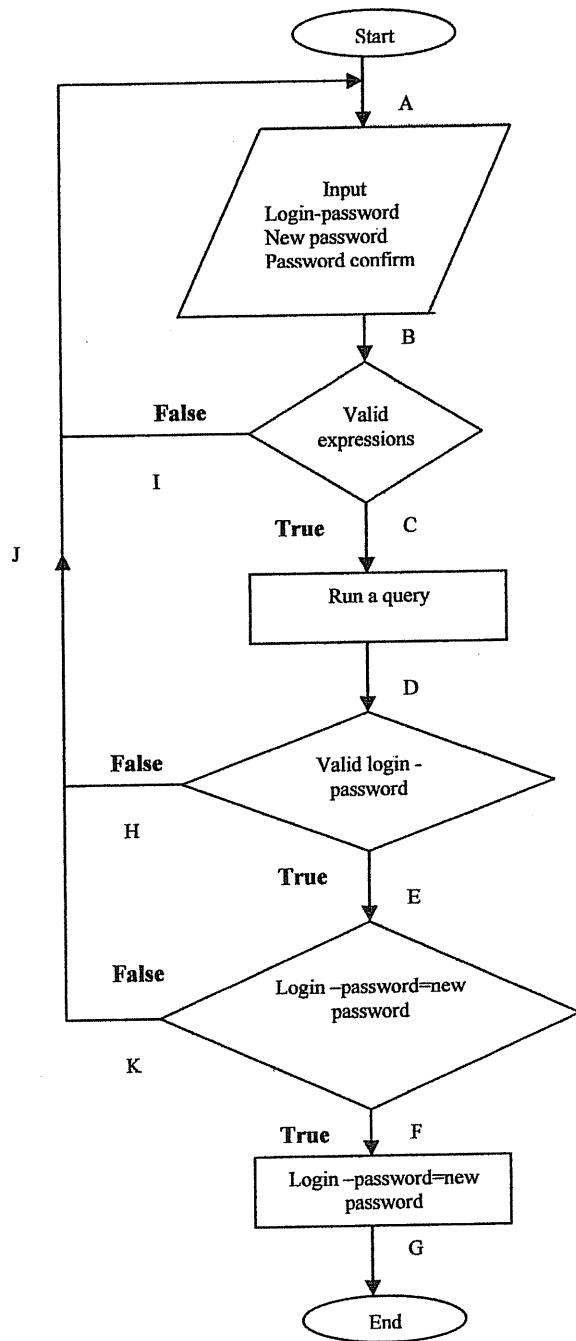 Start
A
Input
Login-password
New password
Password confirm
B
False
Valid
expressions
I
True
C
J
Run a query
D
False
Valid login -
password
H
True
E
False
Login –password=new
password
K
True
F
Login –password=new
password
G
End